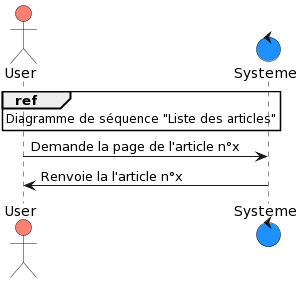 User
Systeme
ref
Diagramme de séquence "Liste des articles"
Demande la page de l'article n°x
Renvoie la l'article n°x
User
Systeme